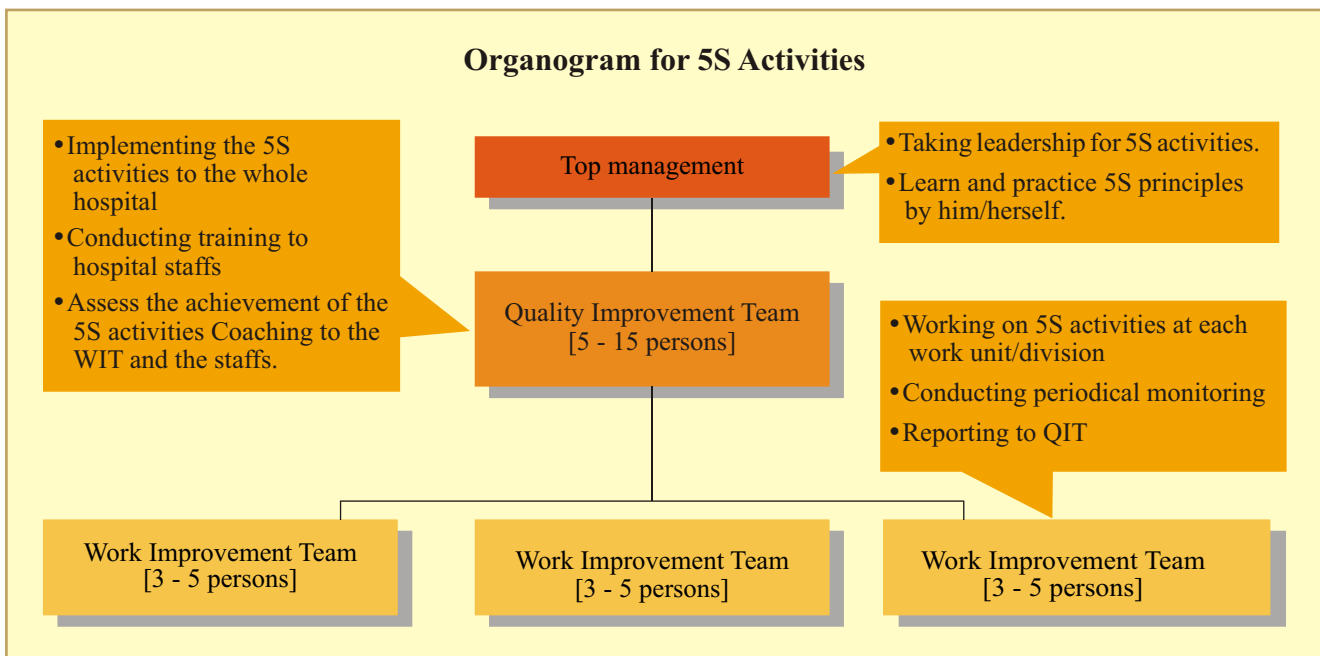 Organogram for 5S Activities
•Implementing the 5S
activities to the whole
hospital
•Conducting training to
hospital staffs
•Assess the achievement of the
5S activities Coaching to the
WIT and the staffs.
Top management
•Taking leadership for 5S activities.
•Learn and practice 5S principles
by him/herself.
Quality Improvement Team
[5 - 15 persons]
•Working on 5S activities at each
work unit/division
•Conducting periodical monitoring
•Reporting to QIT
Work Improvement Team
[3 - 5 persons]
Work Improvement Team
[3 - 5 persons]
Work Improvement Team
[3 - 5 persons]